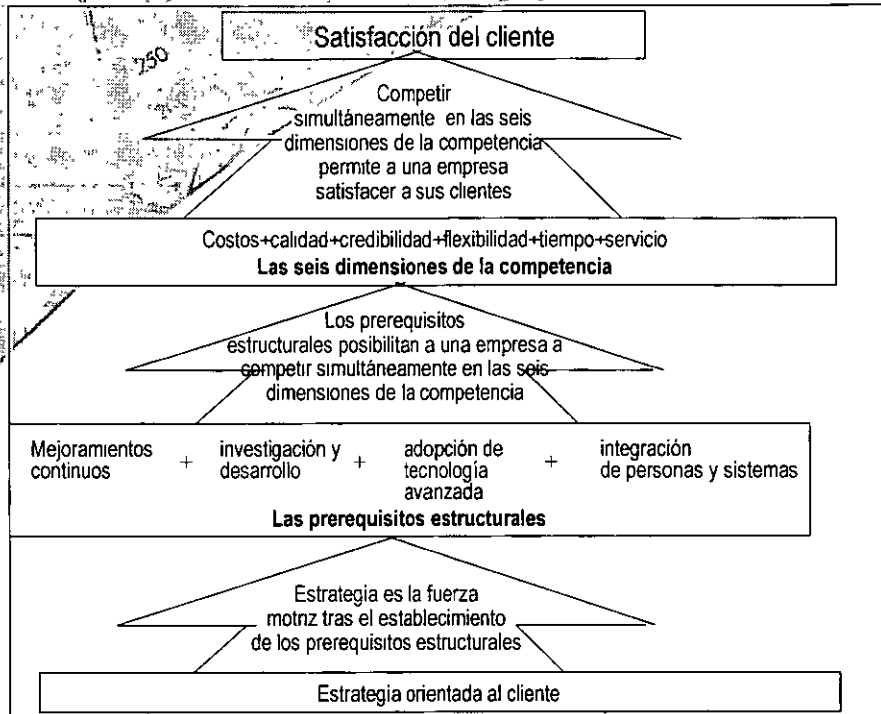 250
Satisfacción del cliente
Competir
simultáneamente en las seis
dimensiones de la competencia
permite a una empresa
satisfacer a sus clientes
Costos+calidad+credibilidad+flexibilidad+tiempo+servicio
Las seis dimensiones de la competencia
Los prerequisitos
estructurales posibilitan a una empresa a
competir simultáneamente en las seis
dimensiones de la competencia
Mejoramientos continuos + investigación y desarrollo + adopción de tecnología avanzada + integración de personas y sistemas
Las prerequisitos estructurales
Estrategia es la fuerza
motriz tras el establecimiento
de los prerequisitos estructurales
Estrategia orientada al cliente